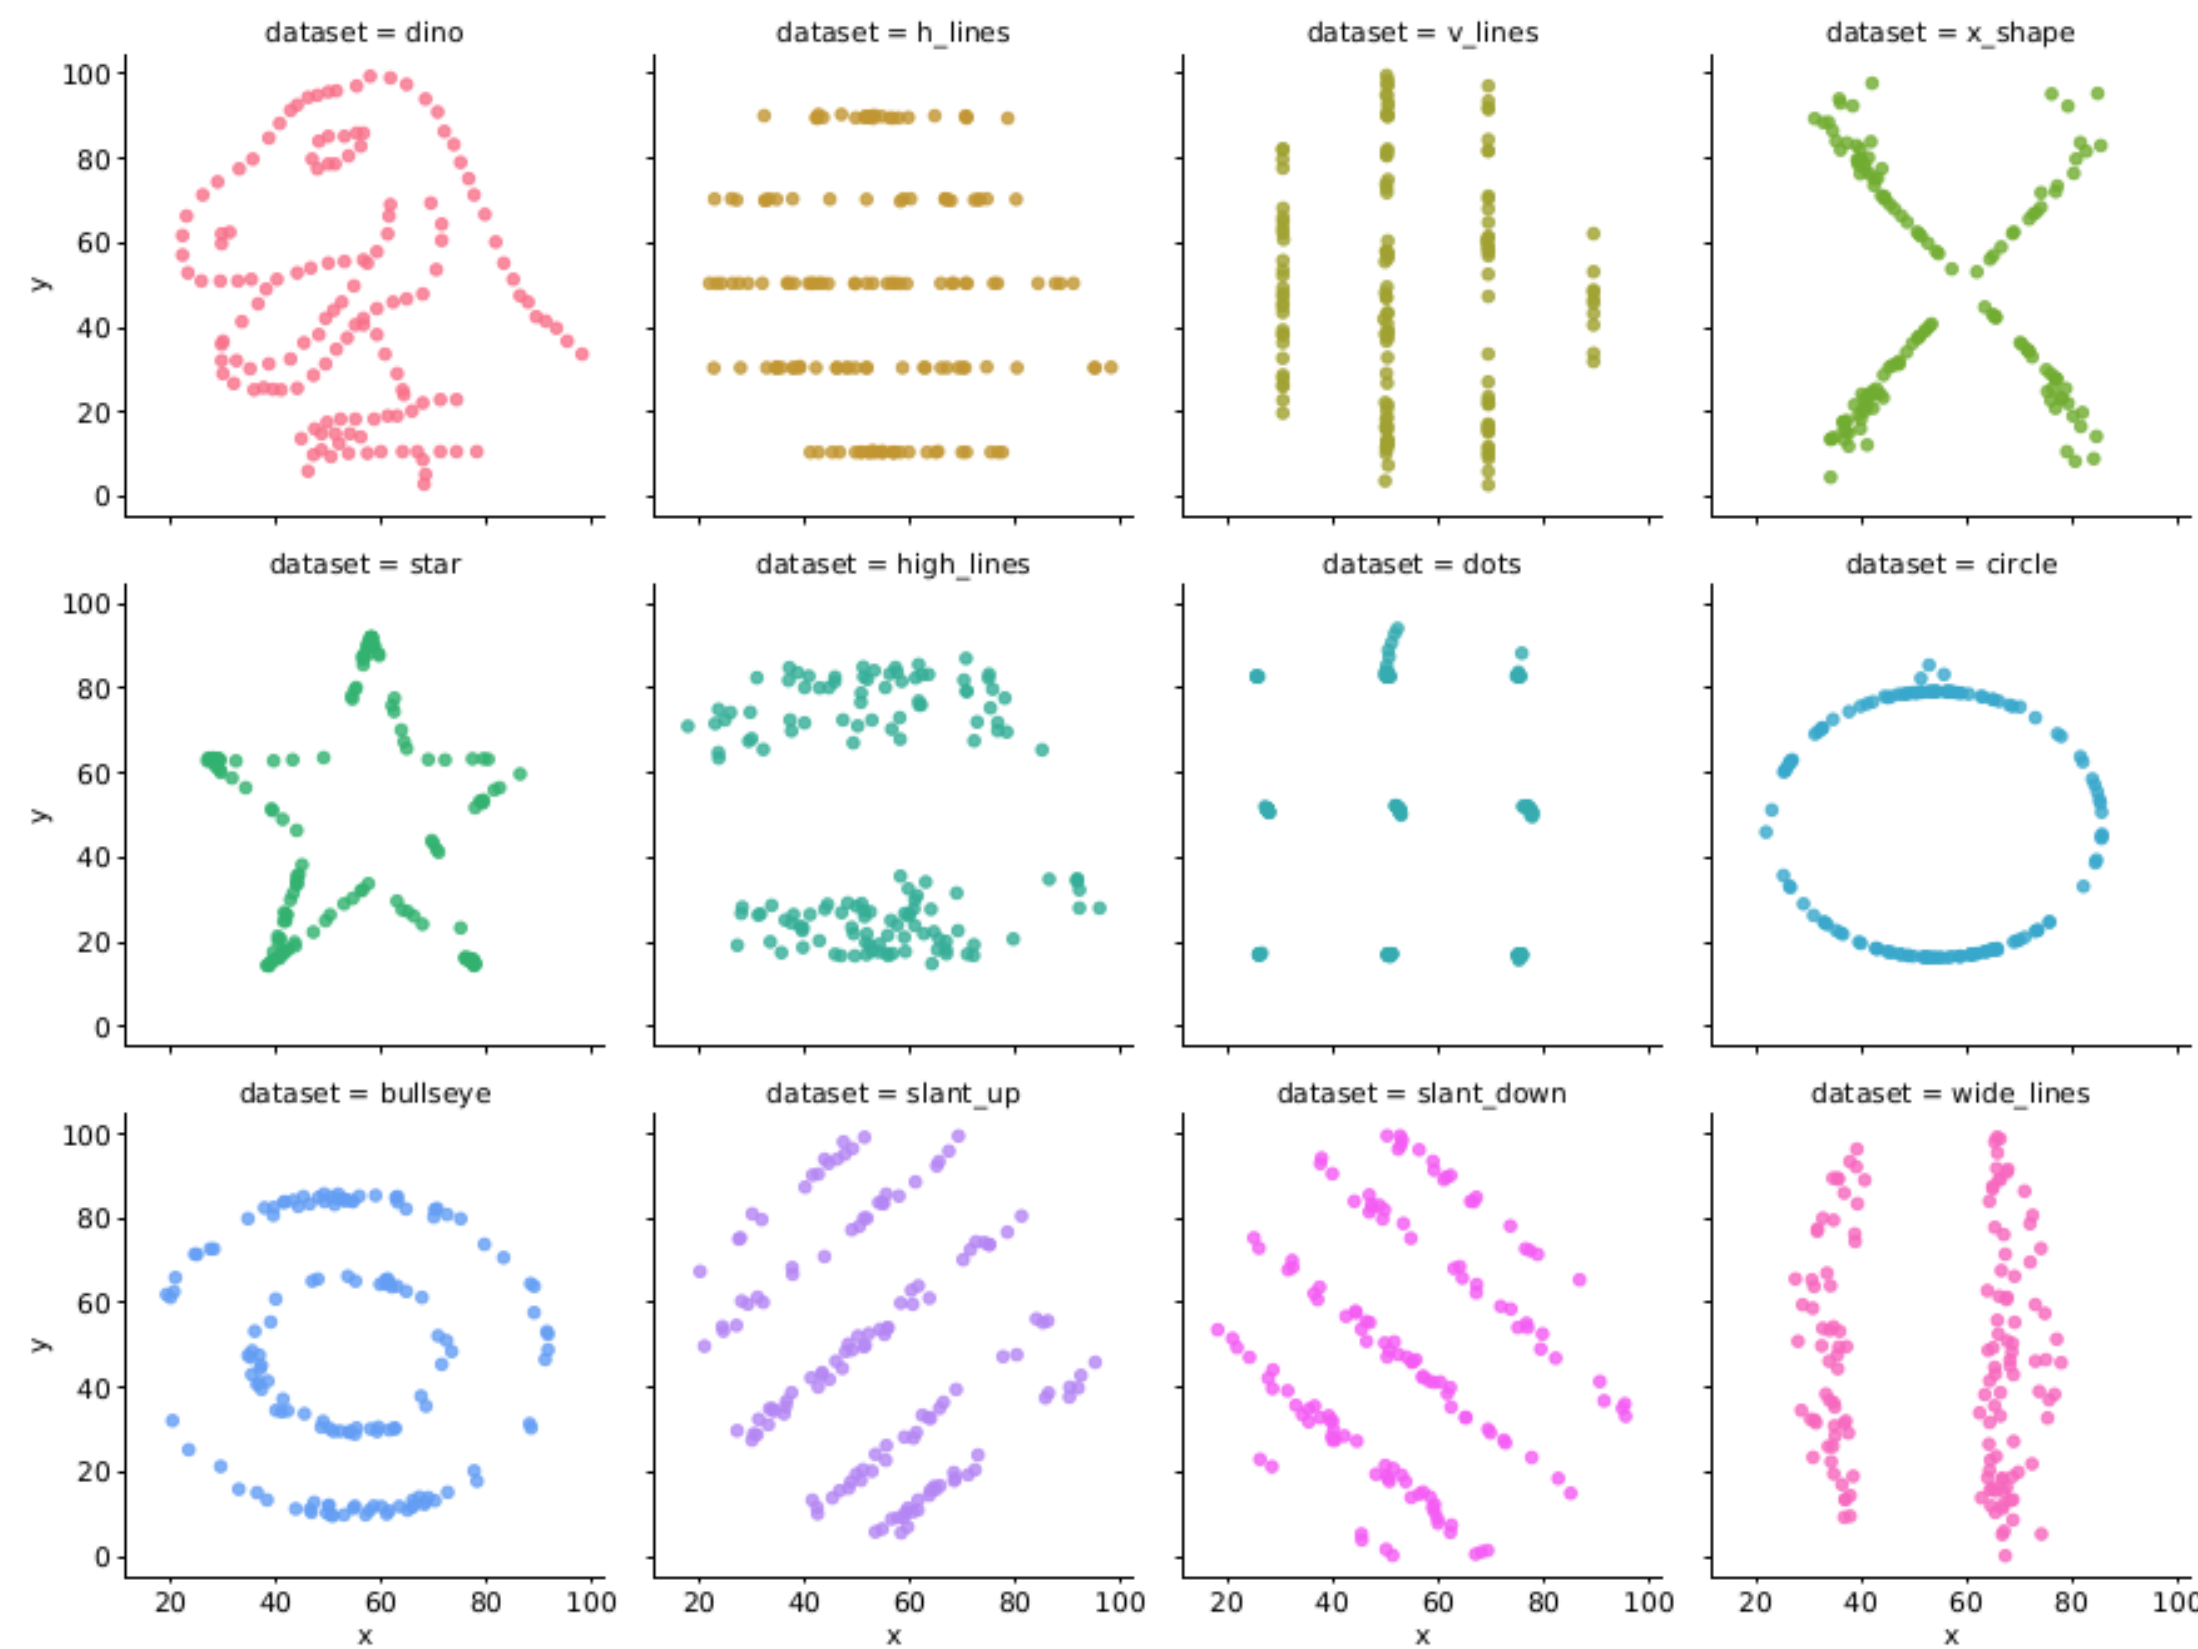 dataset = dino dataset = h_lines dataset = v_lines dataset = x_shape
100
80
60
y
40
20
0
dataset = star dataset = high_lines dataset = dots dataset = circle
100
80
60
y
40
20
0
dataset = bullseye dataset = slant_up dataset = slant_down dataset = wide_lines
100
80
60
y
40
20
0
20 40 60 80 100 20 40 60 80 100 20 40 60 80 100 20 40 60 80 100
x x x x